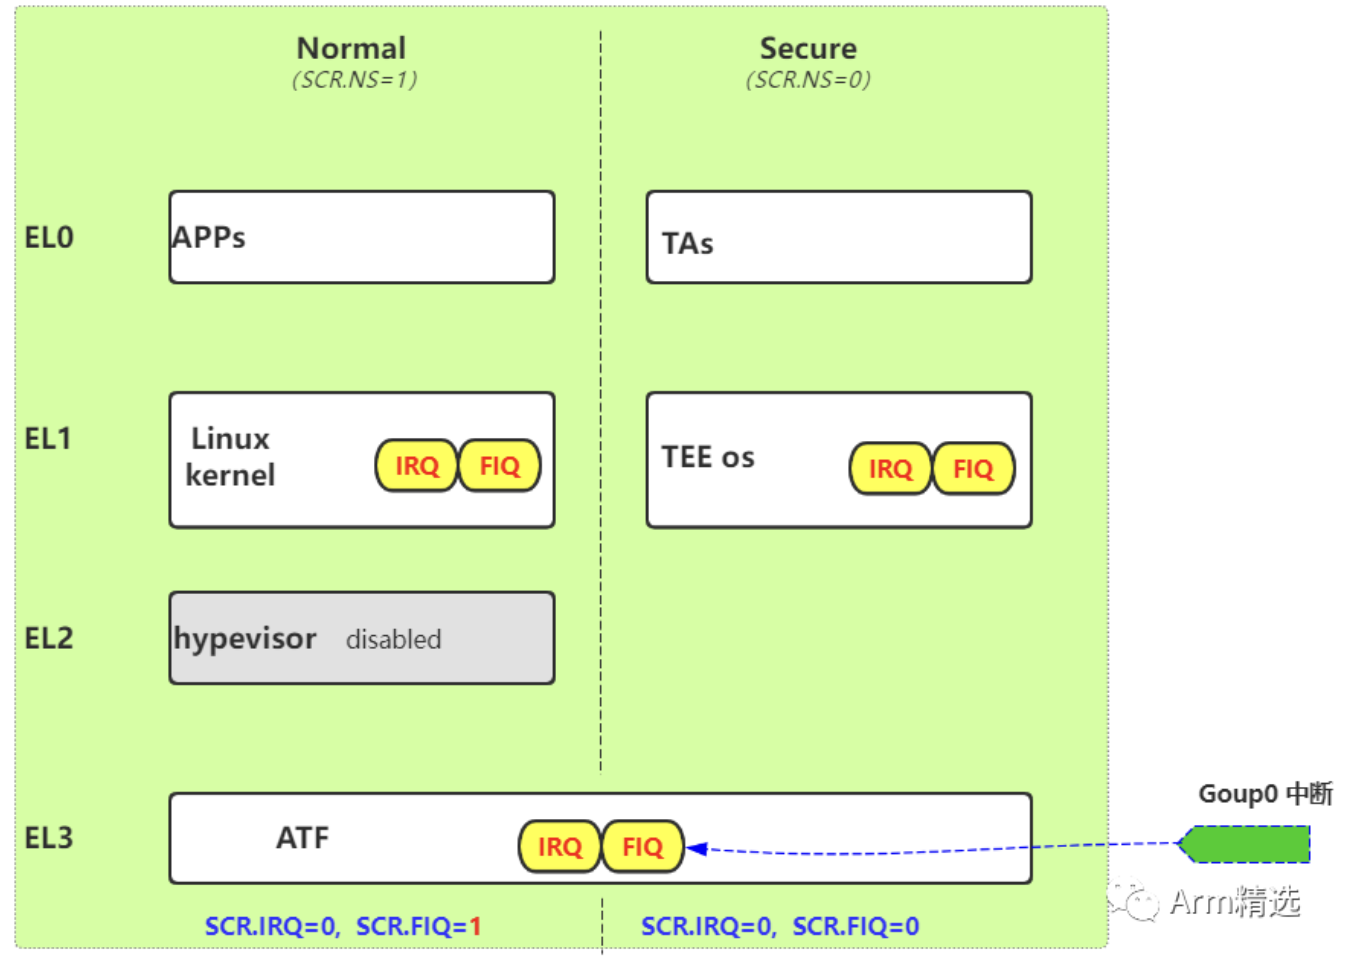 Normal
(SCR.NS=1)
Secure
(SCR.NS=0)
EL0
APPs
TAs
EL1
Linux
kernel
IRQ FIQ
TEE os
IRQ FIQ
EL2
hypevisor disabled
EL3
ATF
IRQ FIQ
Goup0 中断
SCR.IRQ=0, SCR.FIQ=1
SCR.IRQ=0, SCR.FIQ=0
Arm精选